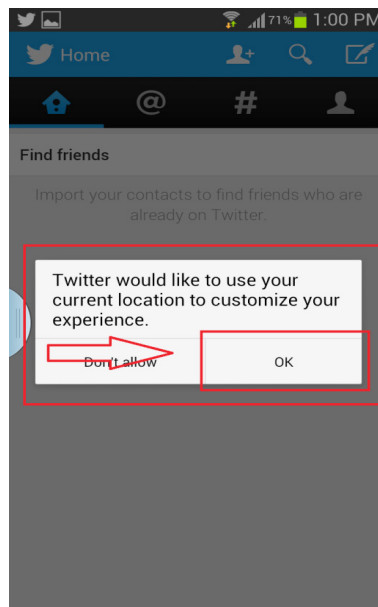 71% 1:00 PM
Home
@ #
Find friends
Import your contacts to find friends who are
already on Twitter.
Twitter would like to use your
current location to customize your
experience.
Don't allow OK